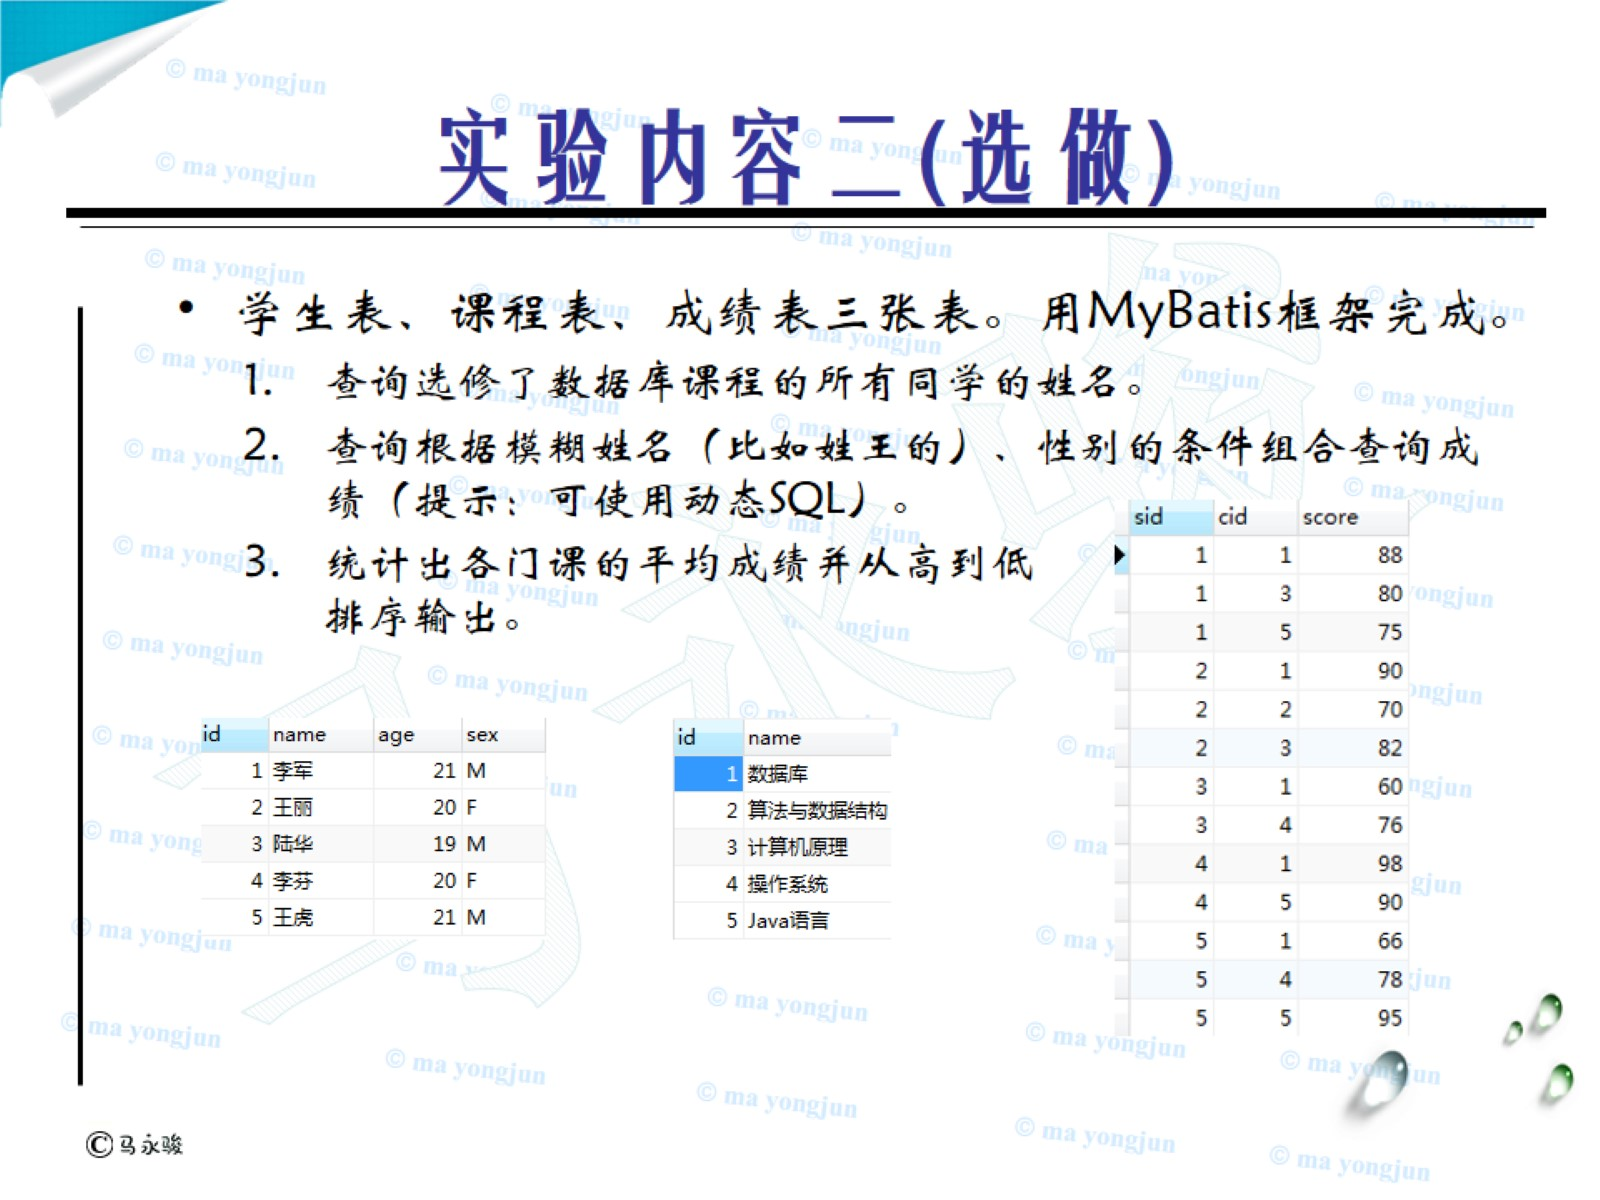 实验内容二(选做)
• 学生表、课程表、成绩表三张表。用MyBatis框架完成。
1. 查询选修了数据库课程的所有同学的姓名。
2. 查询根据模糊姓名（比如姓王的）、性别的条件组合查询成
绩（提示：可使用动态SQL）。
3. 统计出各门课的平均成绩并从高到低
排序输出。
id name age sex
1 李军 21 M
2 王丽 20 F
3 陆华 19 M
4 李芬 20 F
5 王虎 21 M
id name
1 数据库
2 算法与数据结构
3 计算机原理
4 操作系统
5 Java语言
sid cid score
1 1 88
1 3 80
1 5 75
2 1 90
2 2 70
2 3 82
3 1 60
3 4 76
4 1 98
4 5 90
5 1 66
5 4 78
5 5 95
©马永骏
© ma yongjun